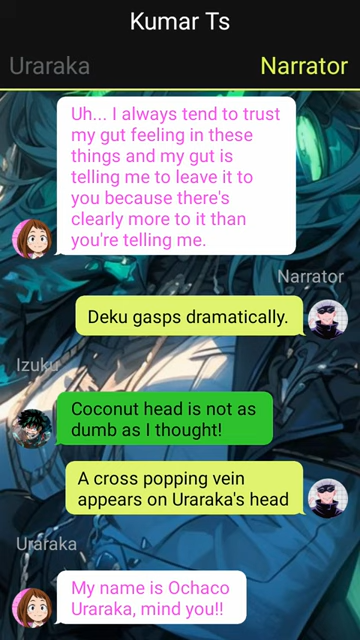 Kumar Ts
Uraraka
Narrator
Uh... I always tend to trust
my gut feeling in these
things and my gut is
telling me to leave it to
you because there's
clearly more to it than
you're telling me.
Narrator
Deku gasps dramatically.
Izuku
Coconut head is not as
dumb as I thought!
A cross popping vein
appears on Uraraka's head
Uraraka
My name is Ochaco
Uraraka, mind you!!